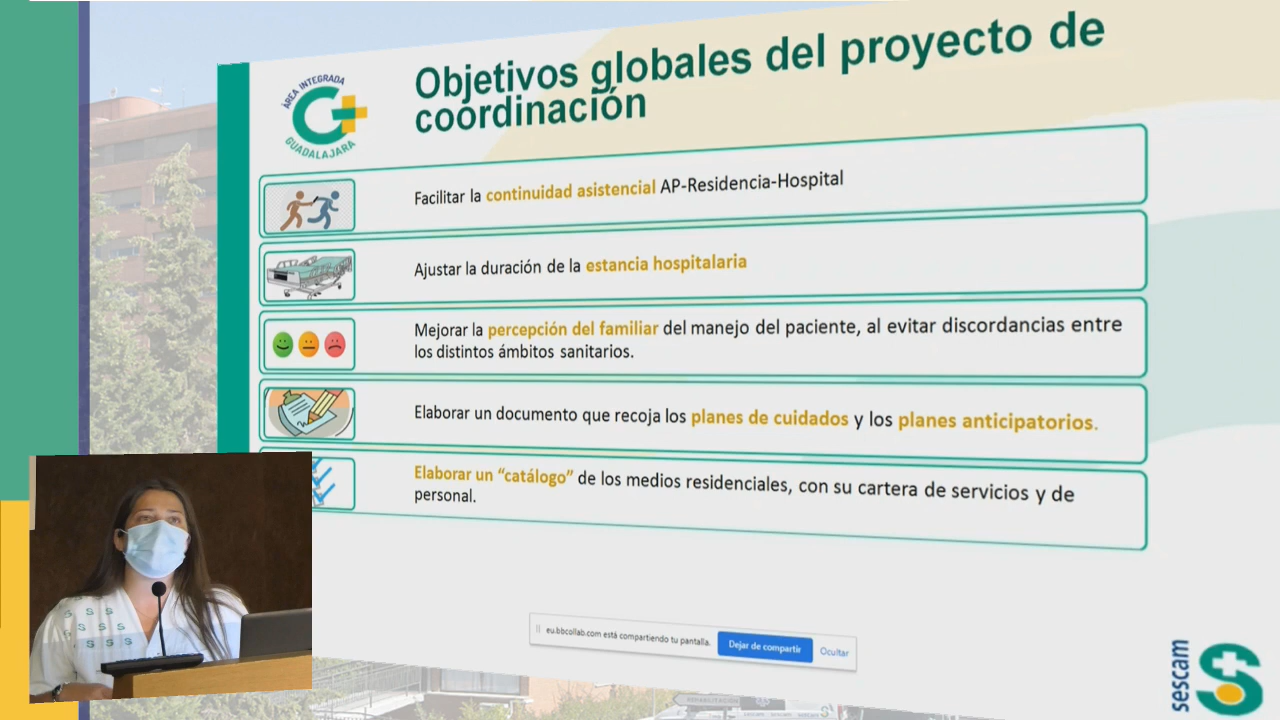 Objetivos globales del proyecto de
coordinación
ÁREA INTEGRADA
GUADALAJARA
Facilitar la continuidad asistencial AP-Residencia-Hospital
Ajustar la duración de la estancia hospitalaria
Mejorar la percepción del familiar del manejo del paciente, al evitar discordancias entre
los distintos ámbitos sanitarios.
Elaborar un documento que recoja los planes de cuidados y los planes anticipatorios.
Elaborar un “catálogo” de los medios residenciales, con su cartera de servicios y de
personal.
eu.bbcollab.com está compartiendo tu pantalla.
Dejar de compartir
Ocultar
sescam